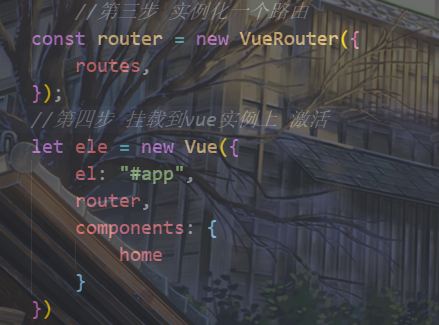 //第三步 实例化一个路由
const router = new VueRouter({
routes,
});
//第四步 挂载到vue实例上 激活
let ele = new Vue({
el: "#app",
router,
components: {
home
}
})